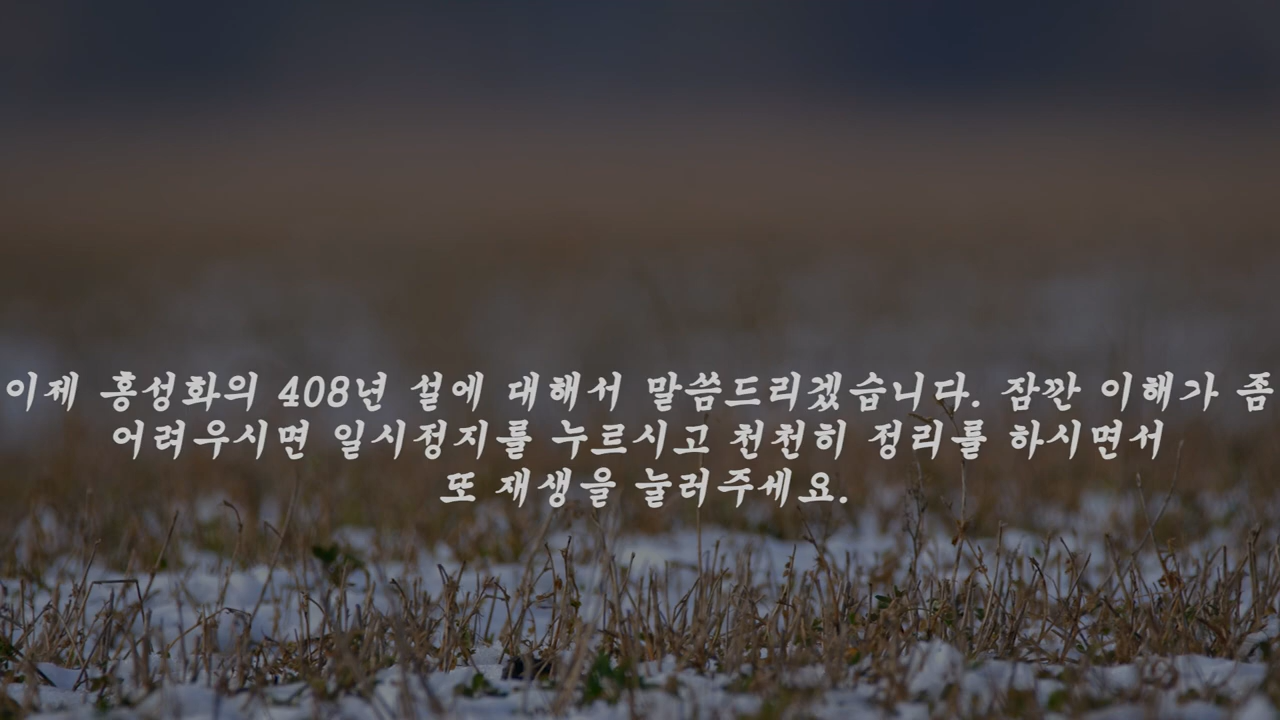 이제 홍성화의 408년 설에 대해서 말씀드리겠습니다. 잠깐 이해가 좀
어려우시면 일시정지를 누르시고 천천히 정리를 하시면서
또 재생을 눌러주세요.